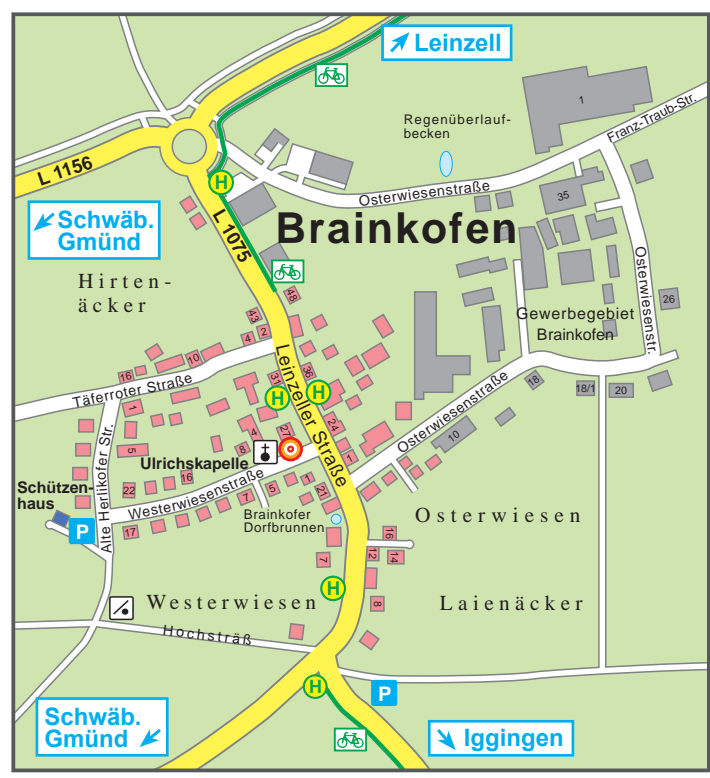 Leinzell
Regenüberlauf-
becken
1
Franz-Traub-Str.
L 1156
H
Osterwiesenstraße
35
Schwäb.
Gmünd
L 1075
Brainkofen
Hirten-
äcker
Osterwiesenstr.
48
26
43
Gewerbegebiet
Brainkofen
2
4
10
16
Täferroter Straße
Leinzeller Straße
31
36
H
H
18
18/1
20
Osterwiesenstraße
1
4
27
24
10
5
8
1
Ulrichskapelle
Alte Herlikofer Str.
Schützen-
haus
22
16
Westerwiesenstraße
5
1
21
7
P
17
Brainkofer
Dorfbrunnen
Osterwiesen
16
7
12
14
H
Westerwiesen
8
Laienäcker
Hochsträß
H
P
Schwäb.
Gmünd
Iggingen